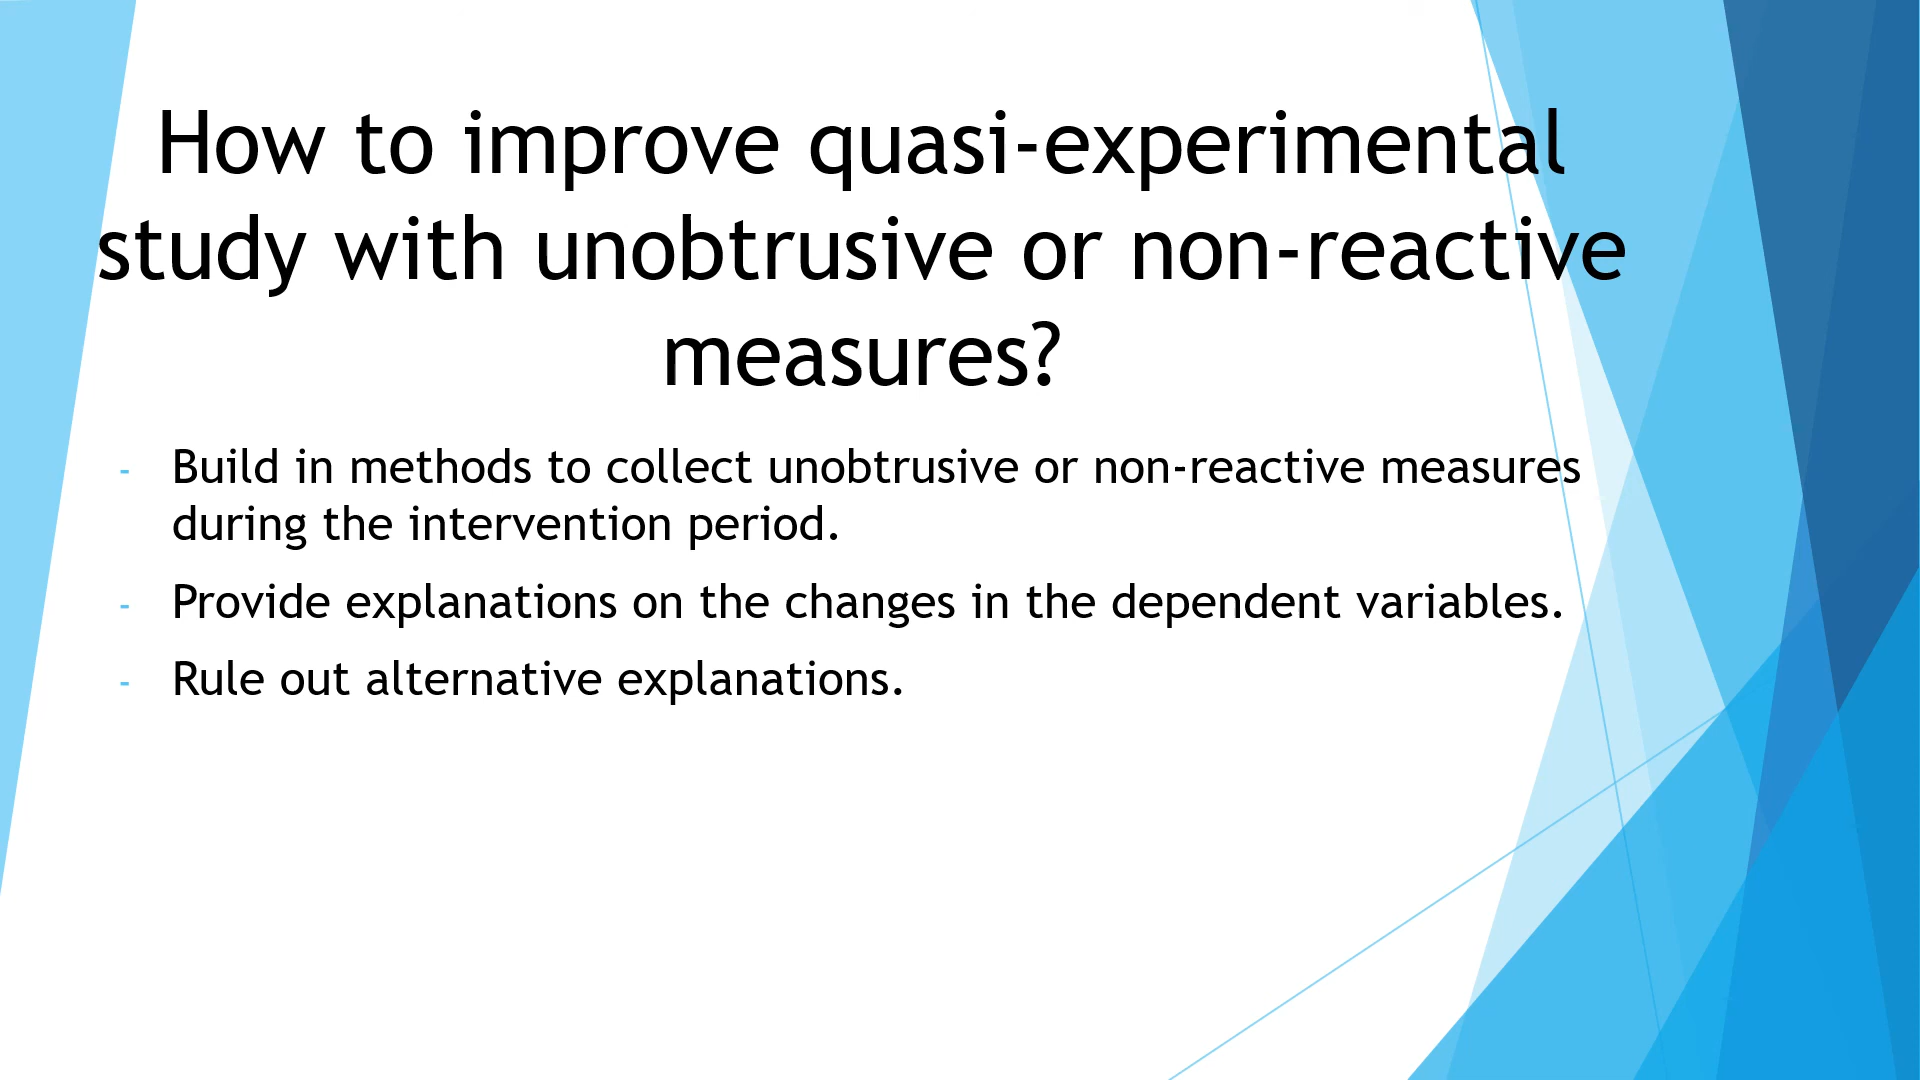 How to improve quasi-experimental
study with unobtrusive or non-reactive
measures?
- Build in methods to collect unobtrusive or non-reactive measures
during the intervention period.
- Provide explanations on the changes in the dependent variables.
- Rule out alternative explanations.